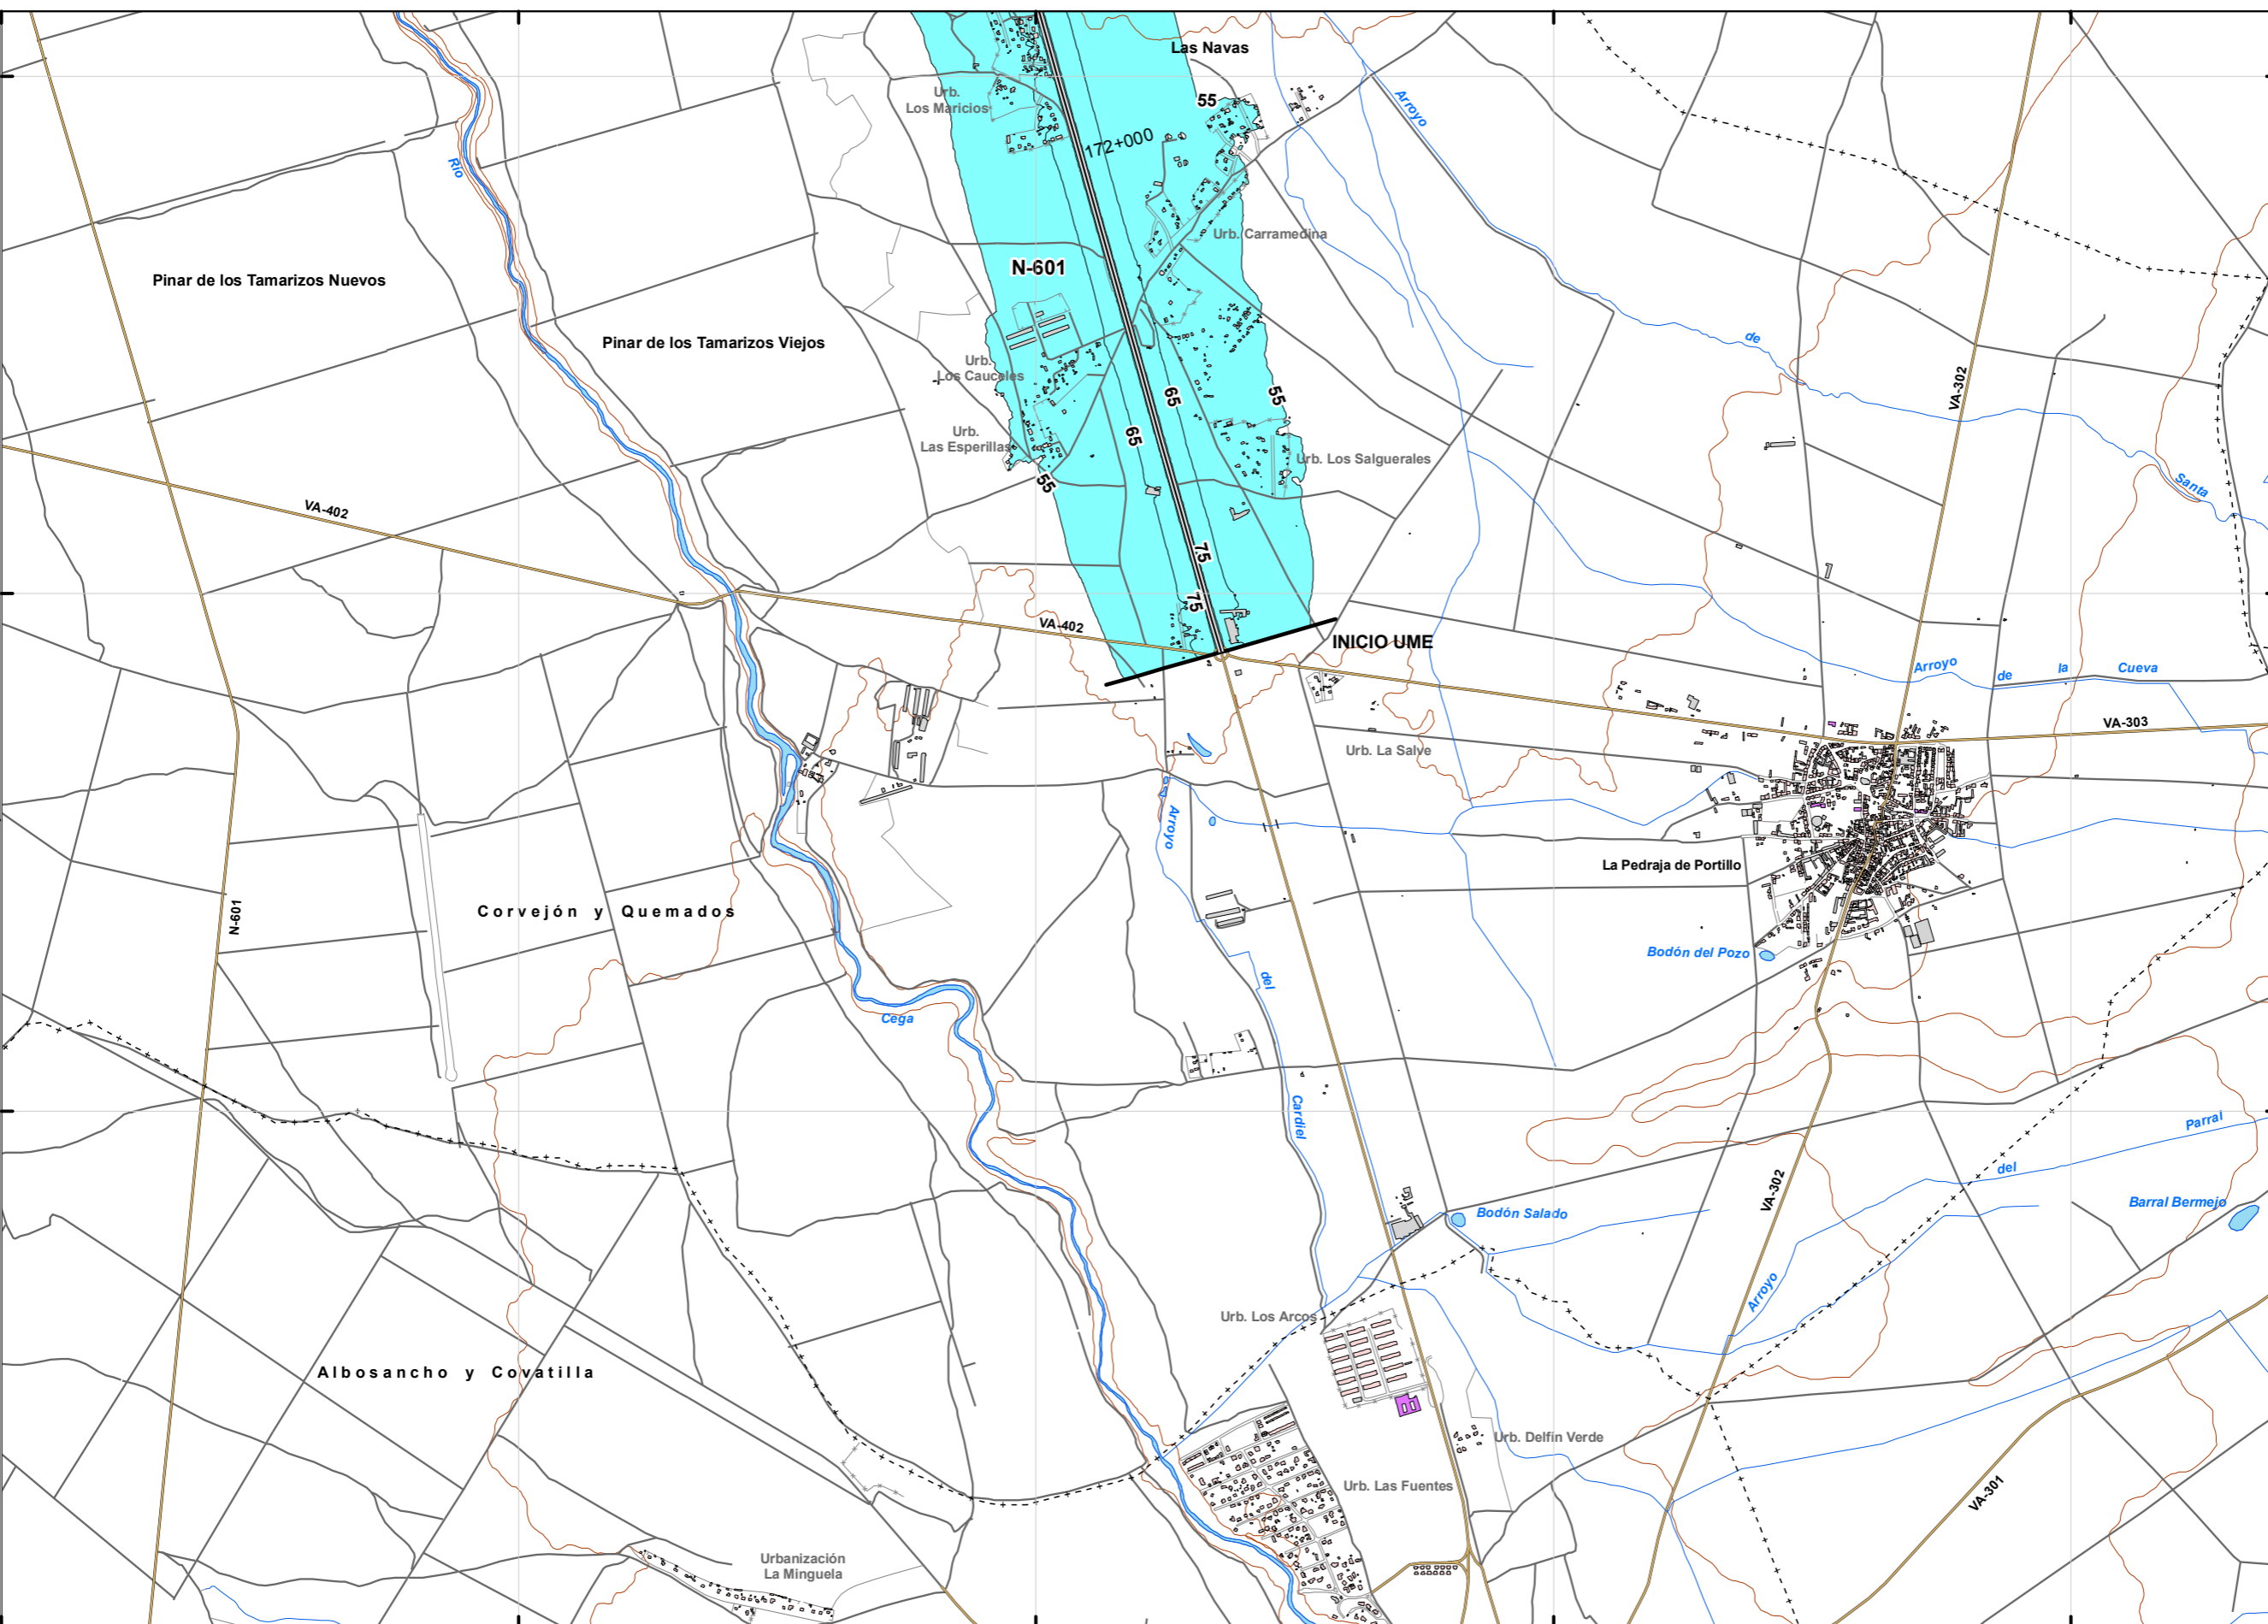 Las Navas
Urb.
Los Maricios
55
Arroyo
172+000
Río
Urb. Carramedina
N-601
Pinar de los Tamarizos Nuevos
Pinar de los Tamarizos Viejos
de
Urb.
Los Cauceles
65
55
VA-302
65
Urb.
Las Esperillas
Urb. Los Salguerales
55
Santa
VA-402
75
75
VA-402
INICIO UME
Arroyo
de
la
Cueva
VA-303
Urb. La Salve
Arroyo
La Pedraja de Portillo
N-601
Corvejón y Quemados
Bodón del Pozo
del
Cega
Cardiel
Parral
del
VA-302
Barral Bermejo
Bodón Salado
Arroyo
Urb. Los Arcos
Albosancho y Covatilla
Urb. Delfín Verde
Urb. Las Fuentes
VA-301
Urbanización
La Minguela